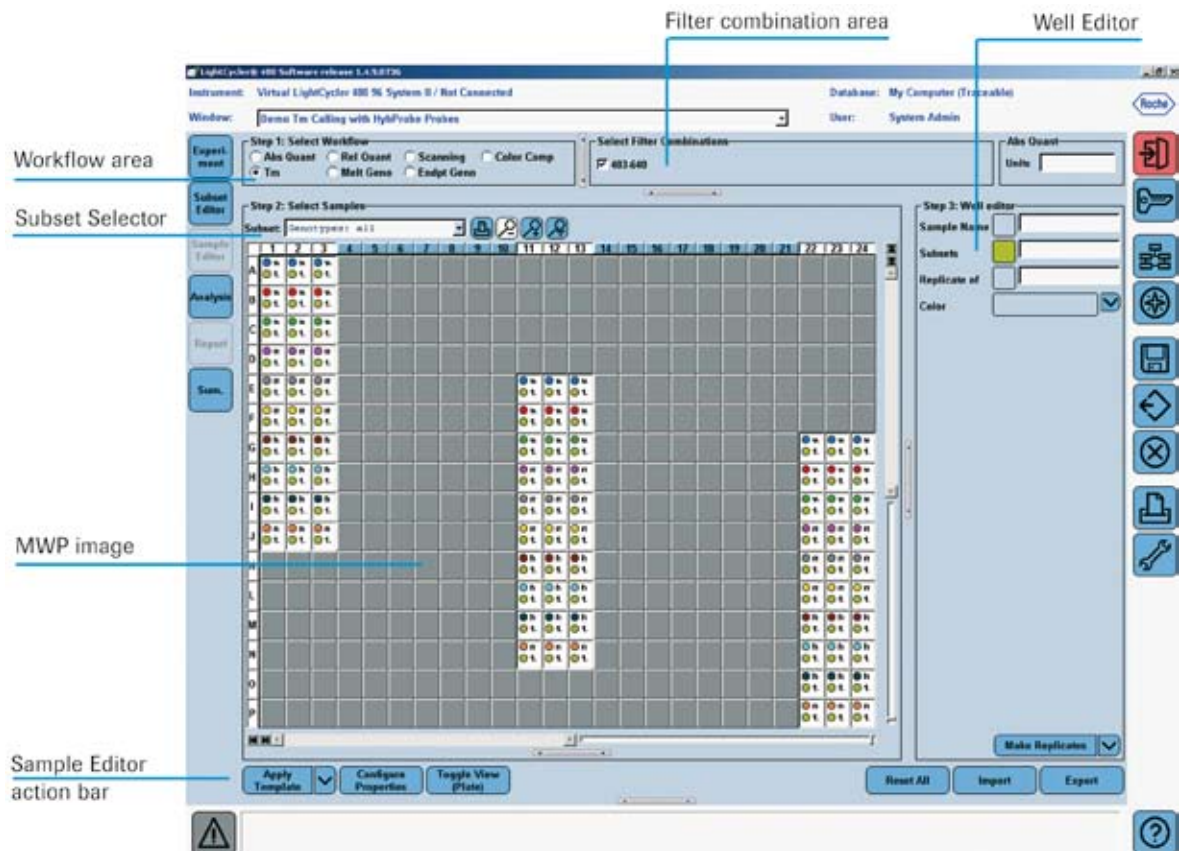 Filter combination area
Well Editor
LightCycler® 480 Software release 1.4.9.0736
Instrument: Virtual LightCycler 480 96 System II / Not Connected
Database: My Computer (Traceable)
Window: Demo Tm Calling with HybProbe Probes
User: System Admin
Roche
Workflow area
Experi-
ment
Step 1: Select Workflow
Abs Quant Rel Quant Scanning Color Comp
Tm Melt Geno Endpt Geno
Select Filter Combinations
483-640
Abs Quant
Units
Subset Selector
Subset
Editor
Step 2: Select Samples
Subset: Genotypes: all
Step 3: Well editor
Sample Name
Subsets
Replicate of
Color
Sample
Editor
Analysis
Report
Sum.
1 2 3 4 5 6 7 8 9 10 11 12 13 14 15 16 17 18 19 20 21 22 23 24
A
B
C
D
E
F
G
H
I
J
L
M
N
O
P
MWP image
Make Replicates
Sample Editor
action bar
Apply
Template
Configure
Properties
Toggle View
(Plate)
Reset All
Import
Export